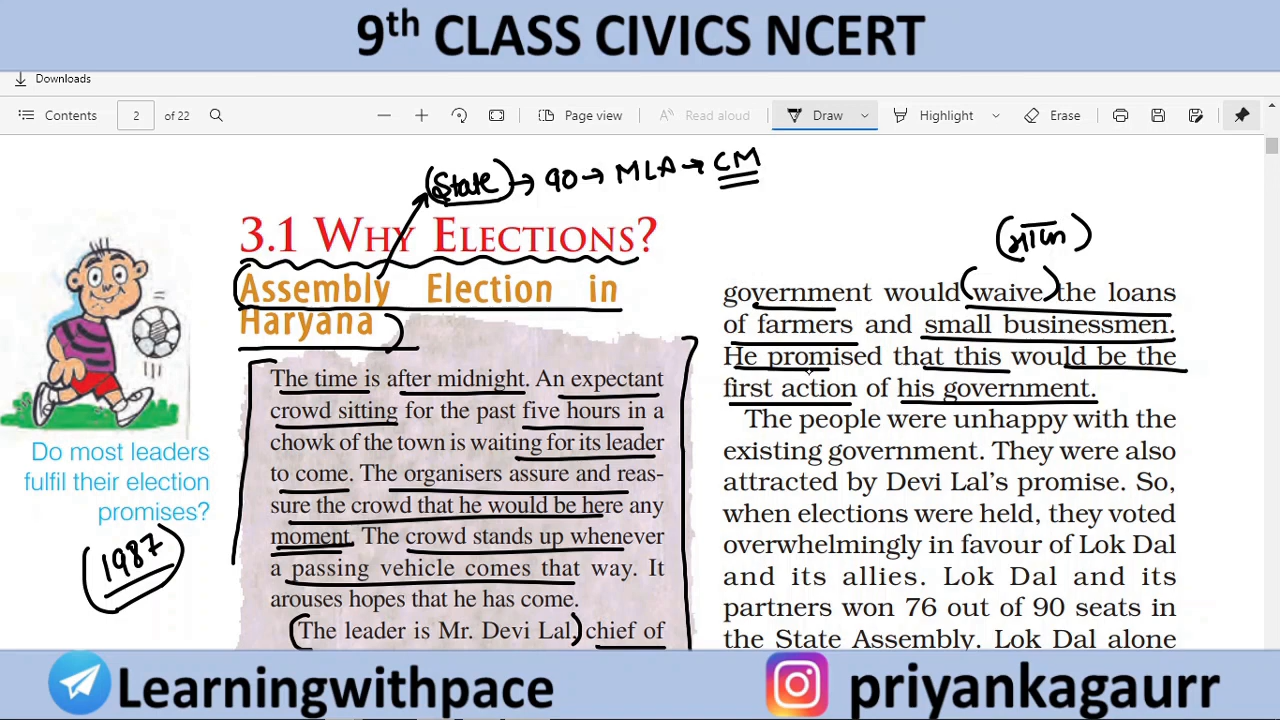 9th CLASS CIVICS NCERT
Downloads
Contents
2
of 22
Page view
Read aloud
Draw
Highlight
Erase
(State) → 90 → MLA → CM
3.1 WHY ELECTIONS?
Assembly Election in
Haryana
The time is after midnight. An expectant
crowd sitting for the past five hours in a
chowk of the town is waiting for its leader
to come. The organisers assure and reas-
sure the crowd that he would be here any
moment. The crowd stands up whenever
a passing vehicle comes that way. It
arouses hopes that he has come.
The leader is Mr. Devi Lal, chief of
Do most leaders
fulfil their election
promises?
(1987)
government would (waive) the loans
of farmers and small businessmen.
He promised that this would be the
first action of his government.
The people were unhappy with the
existing government. They were also
attracted by Devi Lal's promise. So,
when elections were held, they voted
overwhelmingly in favour of Lok Dal
and its allies. Lok Dal and its
partners won 76 out of 90 seats in
the State Assembly. Lok Dal alone
Learningwithpace
priyankagaurr